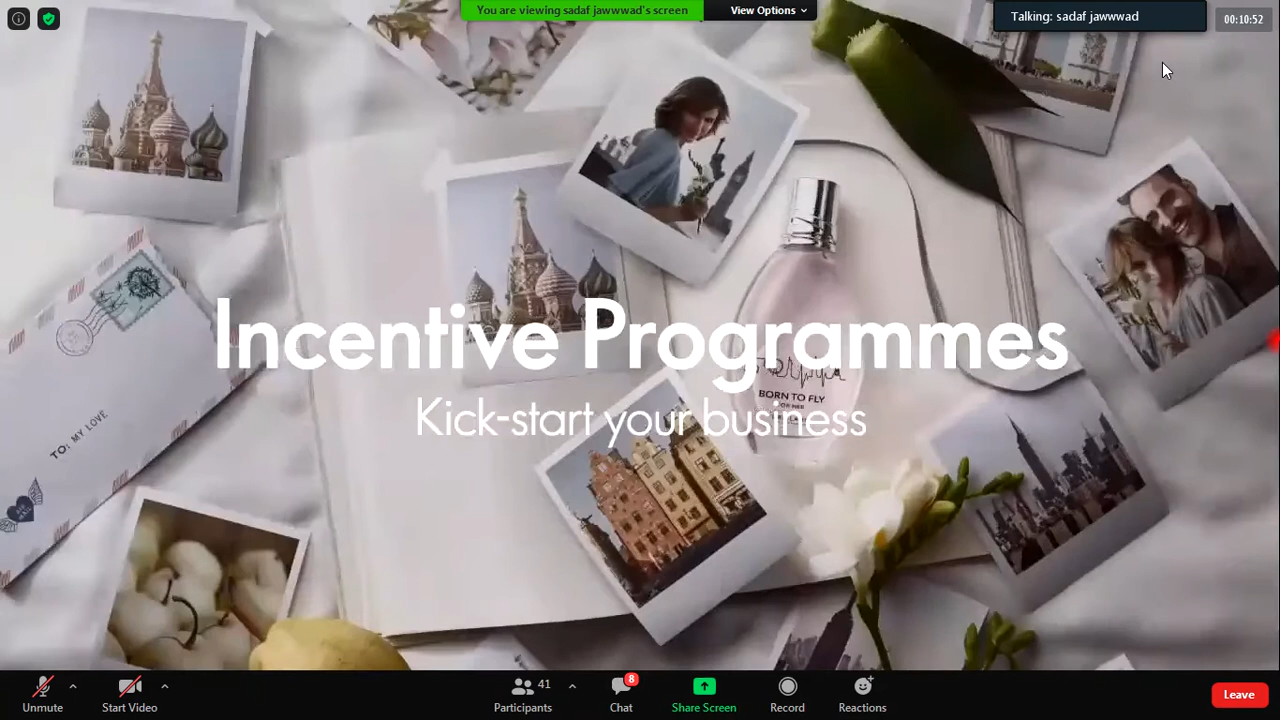 You are viewing sadaf jawwwad's screen
View Options
Talking: sadaf jawwwad
00:10:52
TO: MY LOVE
Incentive Programmes
BORN TO FLY
FOR HER
Kick-start your business
Unmute
Start Video
41
Participants
8
Chat
Share Screen
Record
Reactions
Leave